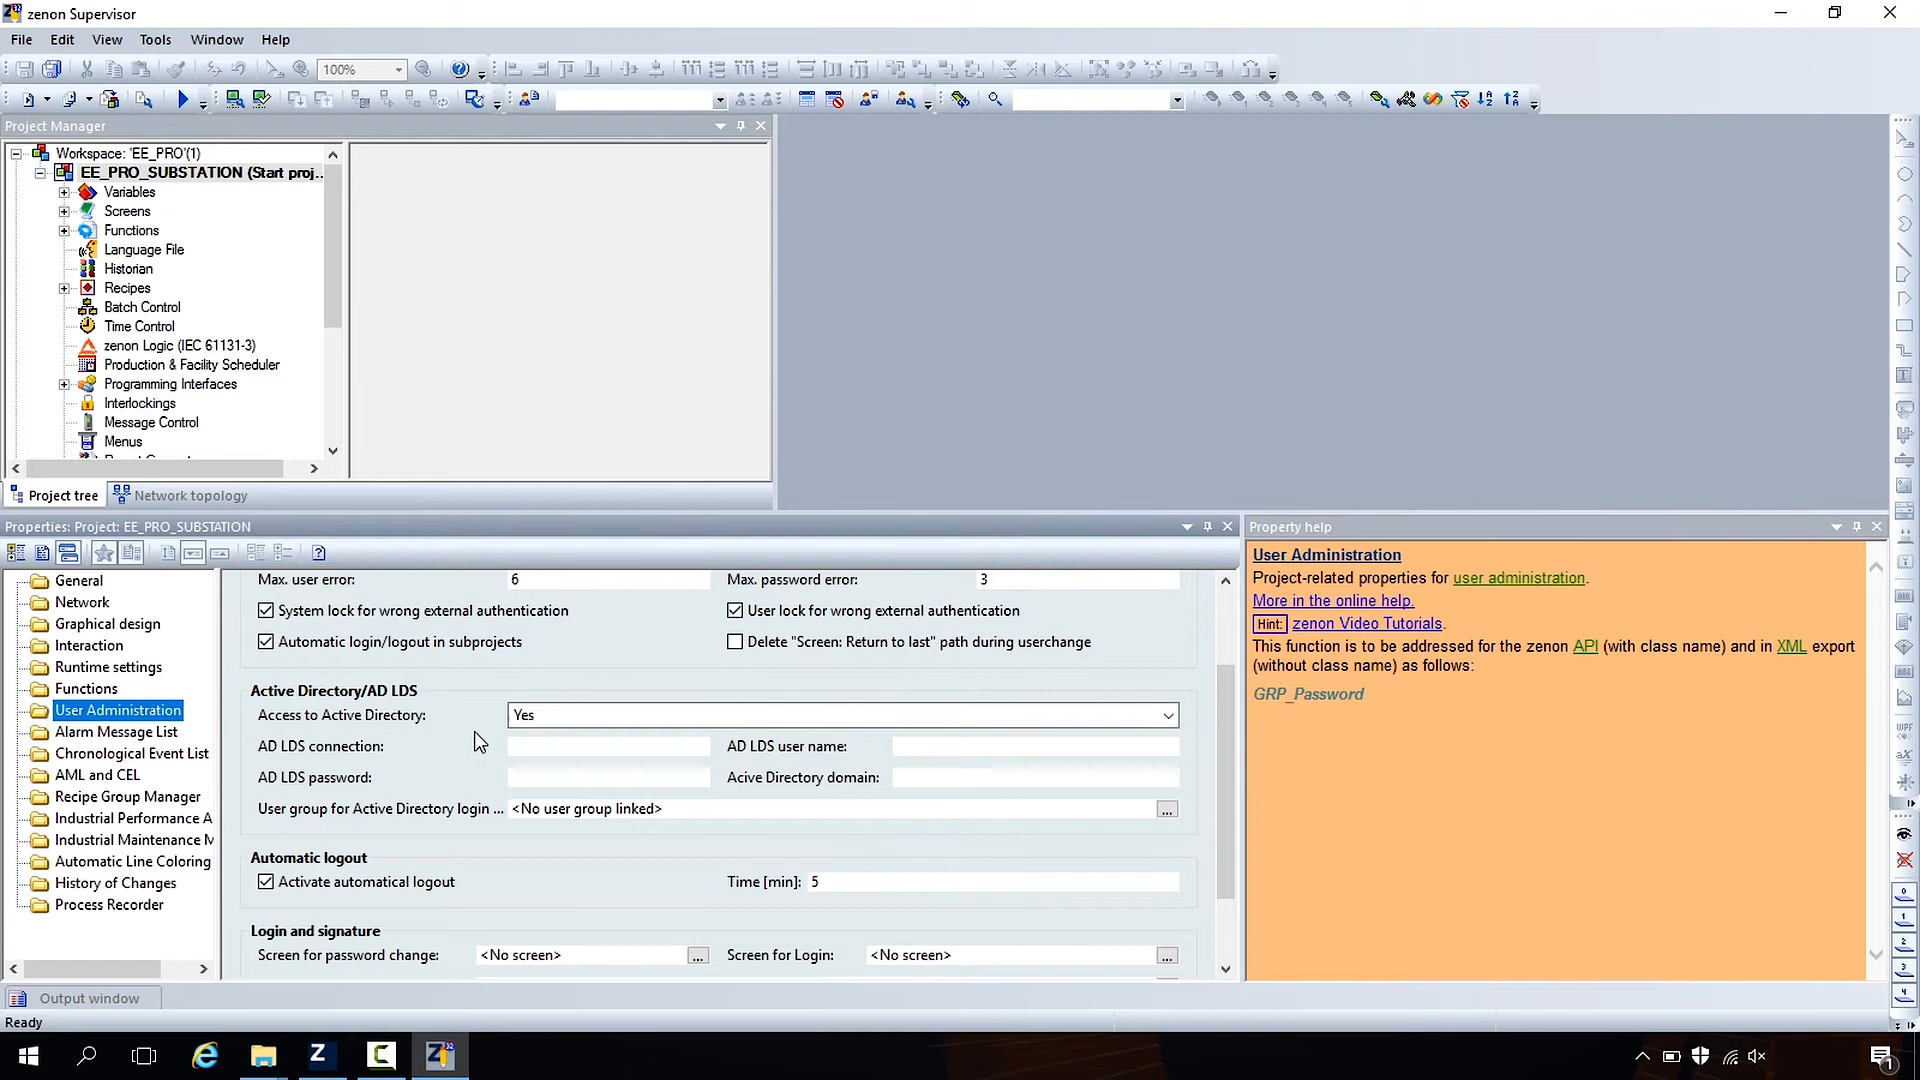 zenon Supervisor
File Edit View Tools Window Help
100%
Project Manager
Workspace: 'EE_PRO'(1)
EE_PRO_SUBSTATION (Start proj...
Variables
Screens
Functions
Language File
Historian
Recipes
Batch Control
Time Control
zenon Logic (IEC 61131-3)
Production & Facility Scheduler
Programming Interfaces
Interlockings
Message Control
Menus
Project tree
Network topology
Properties: Project: EE_PRO_SUBSTATION
General
Network
Graphical design
Interaction
Runtime settings
Functions
User Administration
Alarm Message List
Chronological Event List
AML and CEL
Recipe Group Manager
Industrial Performance A
Industrial Maintenance M
Automatic Line Coloring
History of Changes
Process Recorder
Max. user error: 6 Max. password error: 3
System lock for wrong external authentication User lock for wrong external authentication
Automatic login/logout in subprojects Delete "Screen: Return to last" path during userchange
Active Directory/AD LDS
Access to Active Directory: Yes
AD LDS connection: AD LDS user name:
AD LDS password: Acive Directory domain:
User group for Active Directory login ... <No user group linked> ...
Automatic logout
Activate automatical logout Time [min]: 5
Login and signature
Screen for password change: <No screen> ... Screen for Login: <No screen> ...
Property help
User Administration
Project-related properties for user administration.
More in the online help.
Hint: zenon Video Tutorials.
This function is to be addressed for the zenon API (with class name) and in XML export
(without class name) as follows:
GRP_Password
Output window
Ready